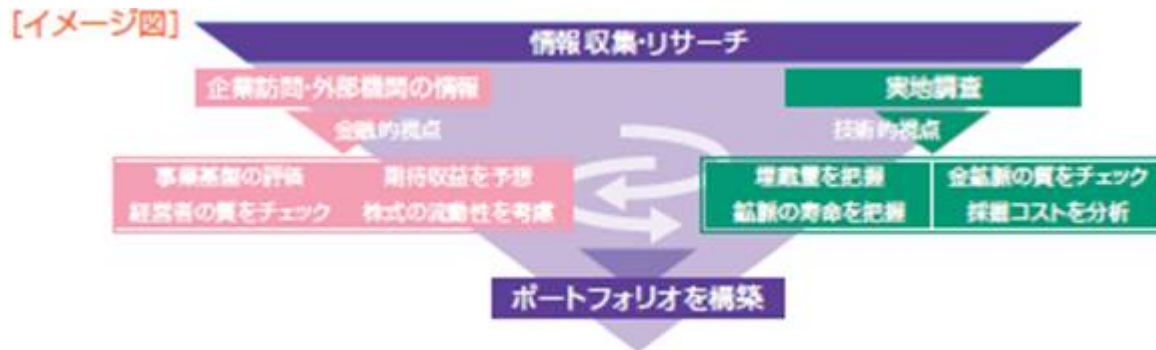 [イメージ図]
情報収集・リサーチ
企業訪問・外部機関の情報
実地調査
金融的視点
技術的視点
事業基盤の評価 期待収益を予想
経営者の質をチェック 株式の流動性を考慮
埋蔵量を把握 金鉱脈の質をチェック
鉱脈の寿命を把握 採掘コストを分析
ポートフォリオを構築